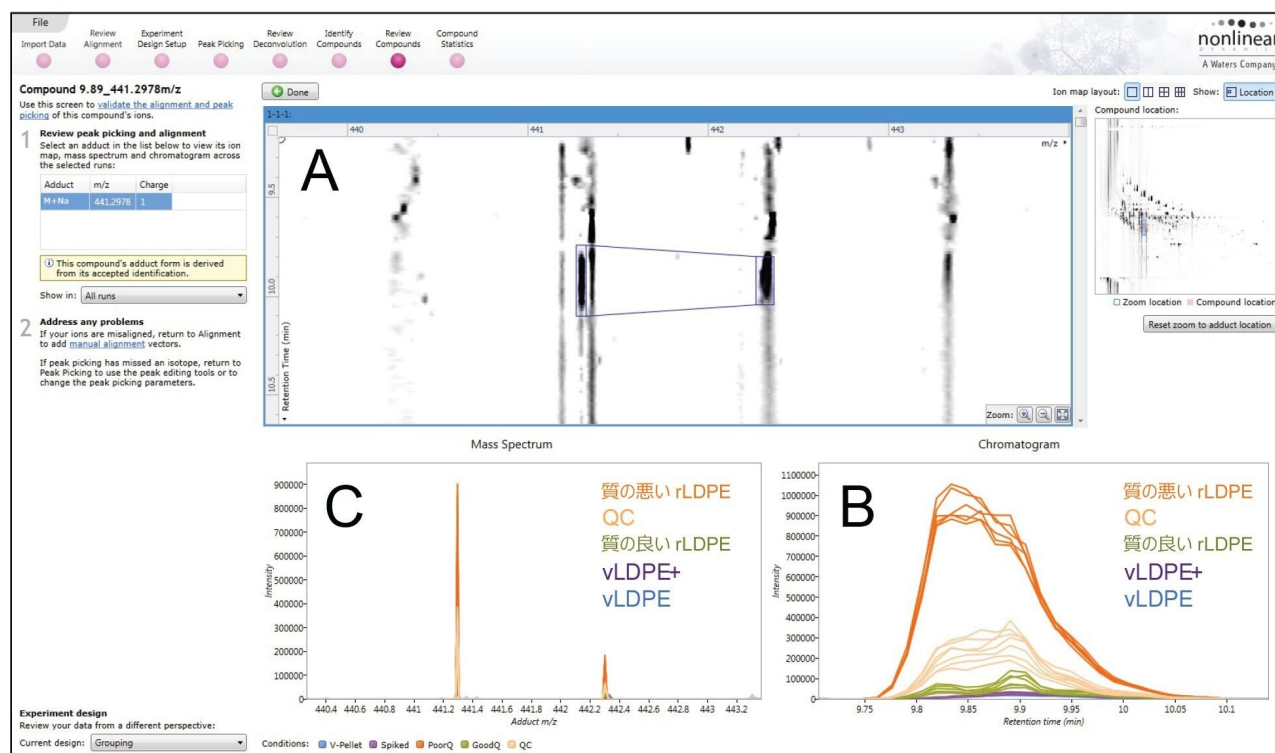 File
Import Data
Review Alignment
Experiment Design Setup
Peak Picking
Review Deconvolution
Identify Compounds
Review Compounds
Compound Statistics
nonlinear
DYNAMICS
A Waters Company
Compound 9.89_441.2978m/z
Use this screen to validate the alignment and peak
picking of this compound's ions.
1
Review peak picking and alignment
Select an adduct in the list below to view its ion
map, mass spectrum and chromatogram across
the selected runs:
Adduct m/z Charge
M+Na 441.2978 1
This compound's adduct form is derived
from its accepted identification.
Show in: All runs
2
Address any problems
If your ions are misaligned, return to Alignment
to add manual alignment vectors.
If peak picking has missed an isotope, return to
Peak Picking to use the peak editing tools or to
change the peak picking parameters.
Experiment design
Review your data from a different perspective:
Current design: Grouping
Done
Ion map layout:
Show: Location
1-1-1:
440 441 442 443
m/z
A
9.5
10.0
10.5
Retention Time (min)
Zoom:
Compound location:
Zoom location Compound location
Reset zoom to adduct location
Mass Spectrum
C
質の悪い rLDPE
QC
質の良い rLDPE
vLDPE+
vLDPE
900000
800000
700000
600000
500000
400000
300000
200000
100000
0
Intensity
440.4 440.6 440.8 441 441.2 441.4 441.6 441.8 442 442.2 442.4 442.6 442.8 443 443.2
Adduct m/z
Chromatogram
B
質の悪い rLDPE
QC
質の良い rLDPE
vLDPE+
vLDPE
1100000
1000000
900000
800000
700000
600000
500000
400000
300000
200000
100000
0
Intensity
9.75 9.8 9.85 9.9 9.95 10 10.05 10.1
Retention time (min)
Conditions: V-Pellet Spiked PoorQ GoodQ QC